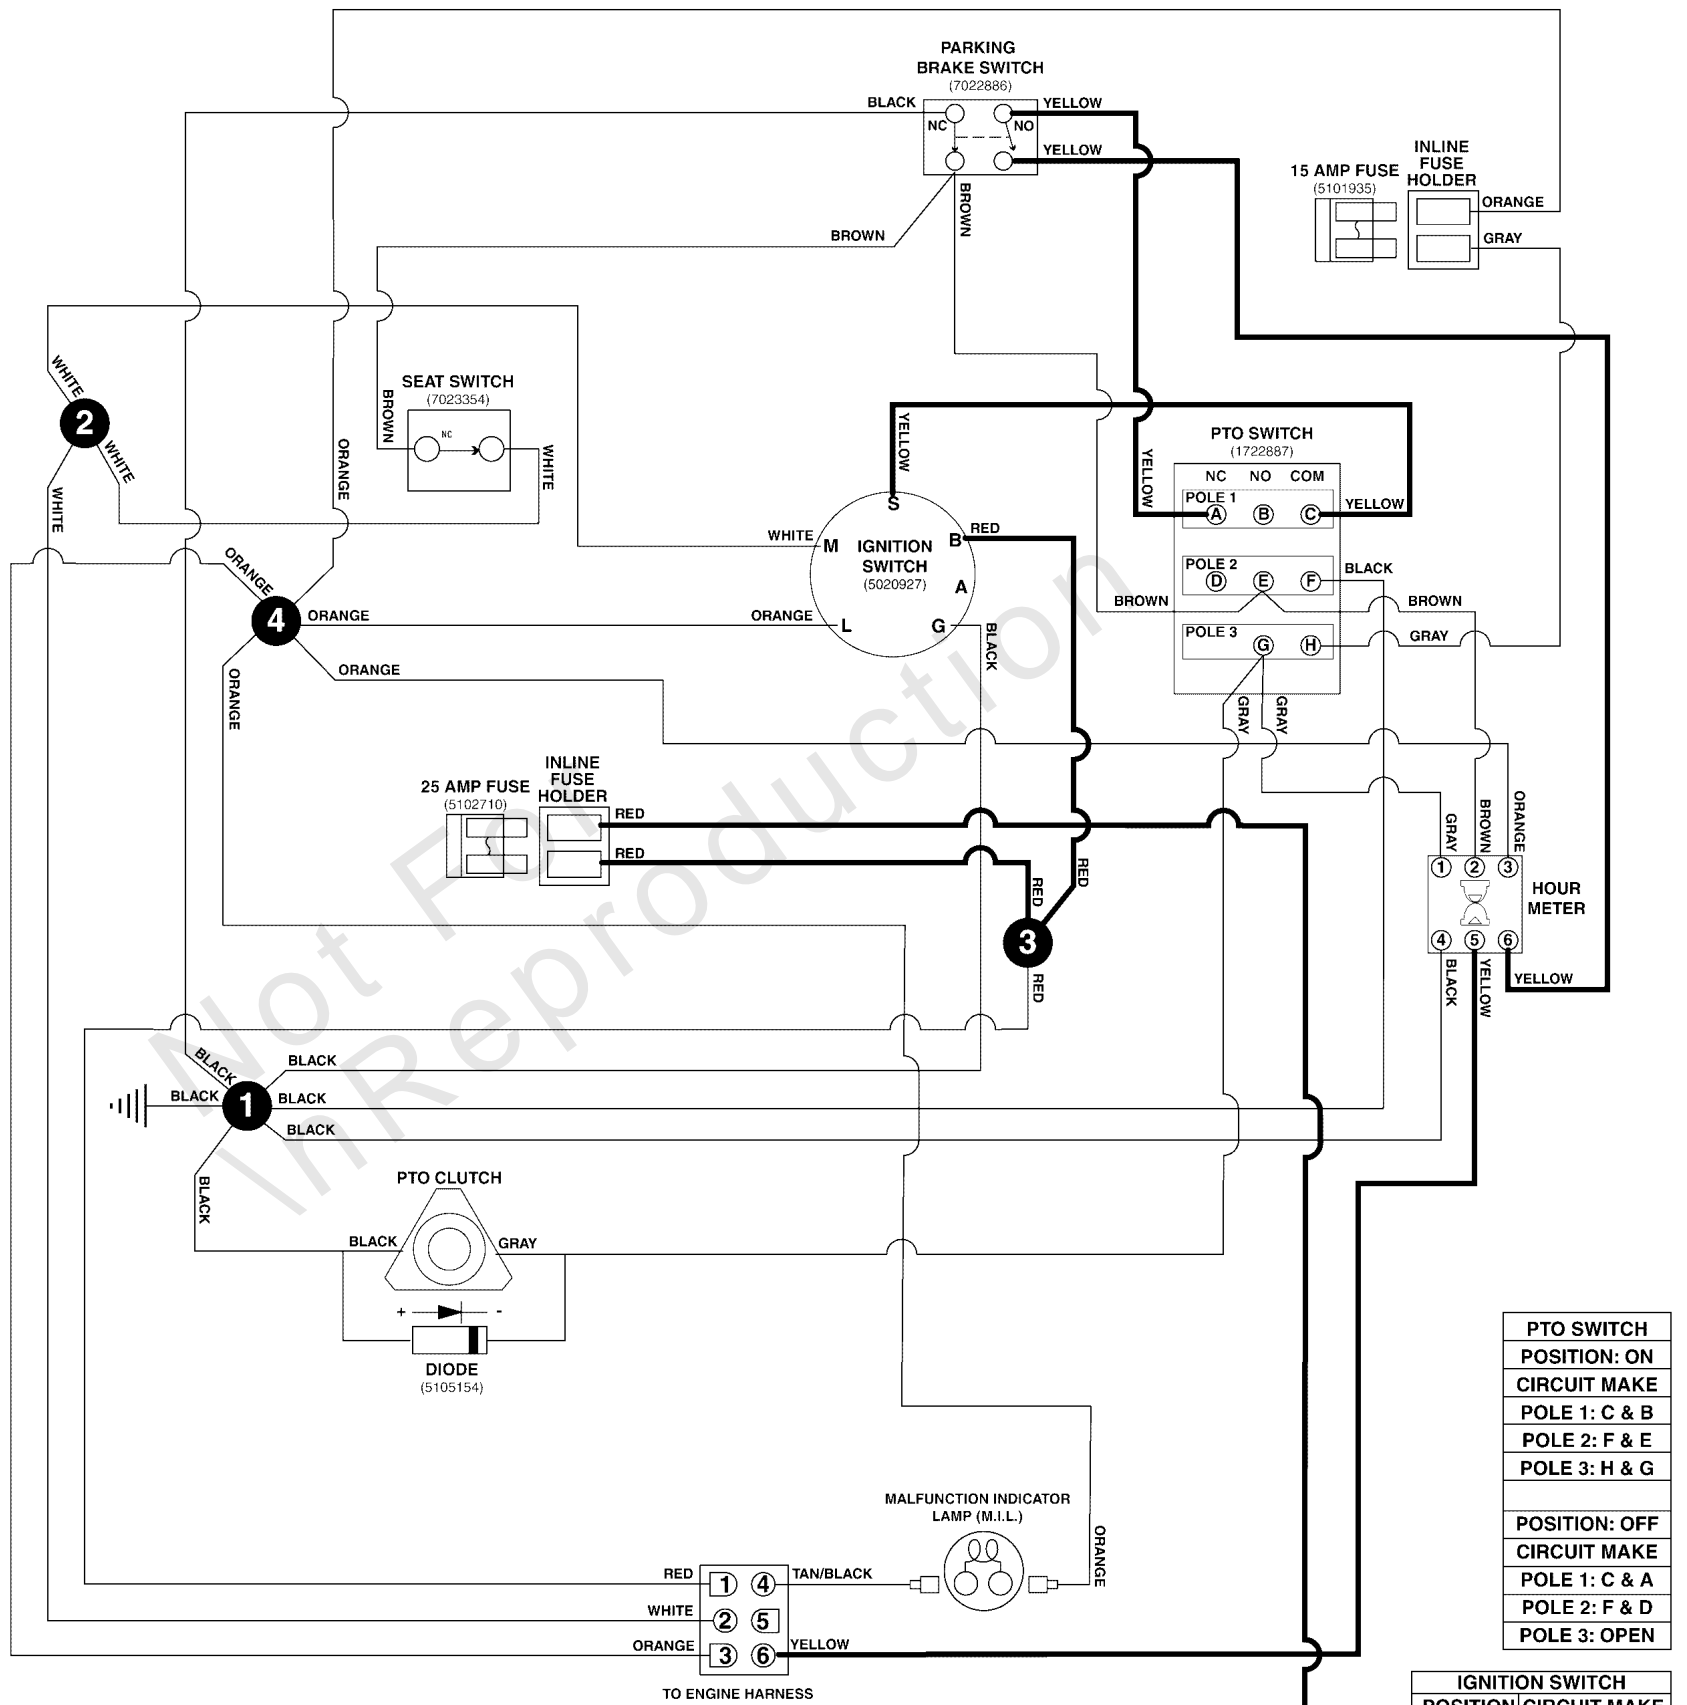 PARKING
BRAKE SWITCH
(7022886)
BLACK
YELLOW
NC
NO
YELLOW
BROWN
BROWN
15 AMP FUSE
(5101935)
INLINE
FUSE
HOLDER
ORANGE
GRAY
WHITE
2
WHITE
WHITE
SEAT SWITCH
(7023354)
NC
BROWN
WHITE
ORANGE
YELLOW
YELLOW
PTO SWITCH
(1722887)
NC NO COM
POLE 1
A B C
YELLOW
POLE 2
D E F
BLACK
BROWN
BROWN
POLE 3
G H
GRAY
GRAY
GRAY
S
RED
WHITE
M
B
IGNITION
SWITCH
(5020927)
A
ORANGE
L
G
BLACK
ORANGE
4
ORANGE
ORANGE
ORANGE
25 AMP FUSE
(5102710)
INLINE
FUSE
HOLDER
RED
RED
RED
RED
3
RED
GRAY
BROWN
ORANGE
1 2 3
HOUR
METER
4 5 6
BLACK
YELLOW
YELLOW
Not For
\nReproduction
BLACK
BLACK
BLACK
1
BLACK
BLACK
BLACK
PTO CLUTCH
BLACK
GRAY
+ -
DIODE
(5105154)
PTO SWITCH
POSITION: ON
CIRCUIT MAKE
POLE 1: C & B
POLE 2: F & E
POLE 3: H & G
POSITION: OFF
CIRCUIT MAKE
POLE 1: C & A
POLE 2: F & D
POLE 3: OPEN
MALFUNCTION INDICATOR
LAMP (M.I.L.)
ORANGE
RED 1 4 TAN/BLACK
WHITE 2 5
ORANGE 3 6 YELLOW
TO ENGINE HARNESS
IGNITION SWITCH
POSITION CIRCUIT MAKE